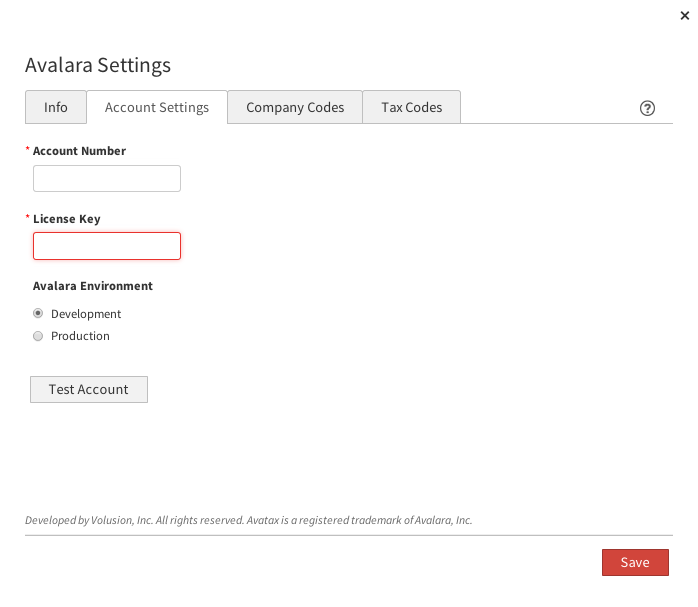 ×
Avalara Settings
Info Account Settings Company Codes Tax Codes ?
* Account Number
* License Key
Avalara Environment
Development
Production
Test Account
Developed by Volusion, Inc. All rights reserved. Avatax is a registered trademark of Avalara, Inc.
Save